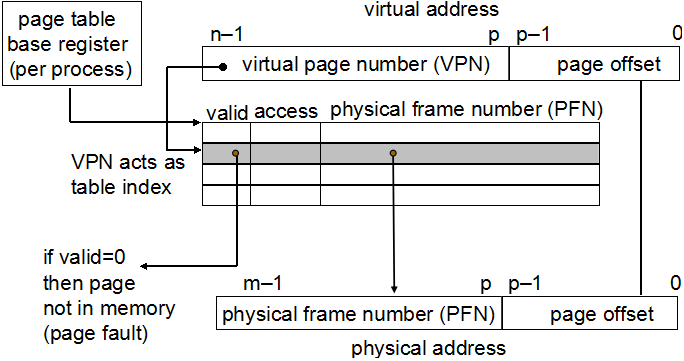 page table
base register
(per process)
virtual address
n–1 p p–1 0
virtual page number (VPN) page offset
valid access physical frame number (PFN)
VPN acts as
table index
if valid=0
then page
not in memory
(page fault)
m–1 p p–1 0
physical frame number (PFN) page offset
physical address